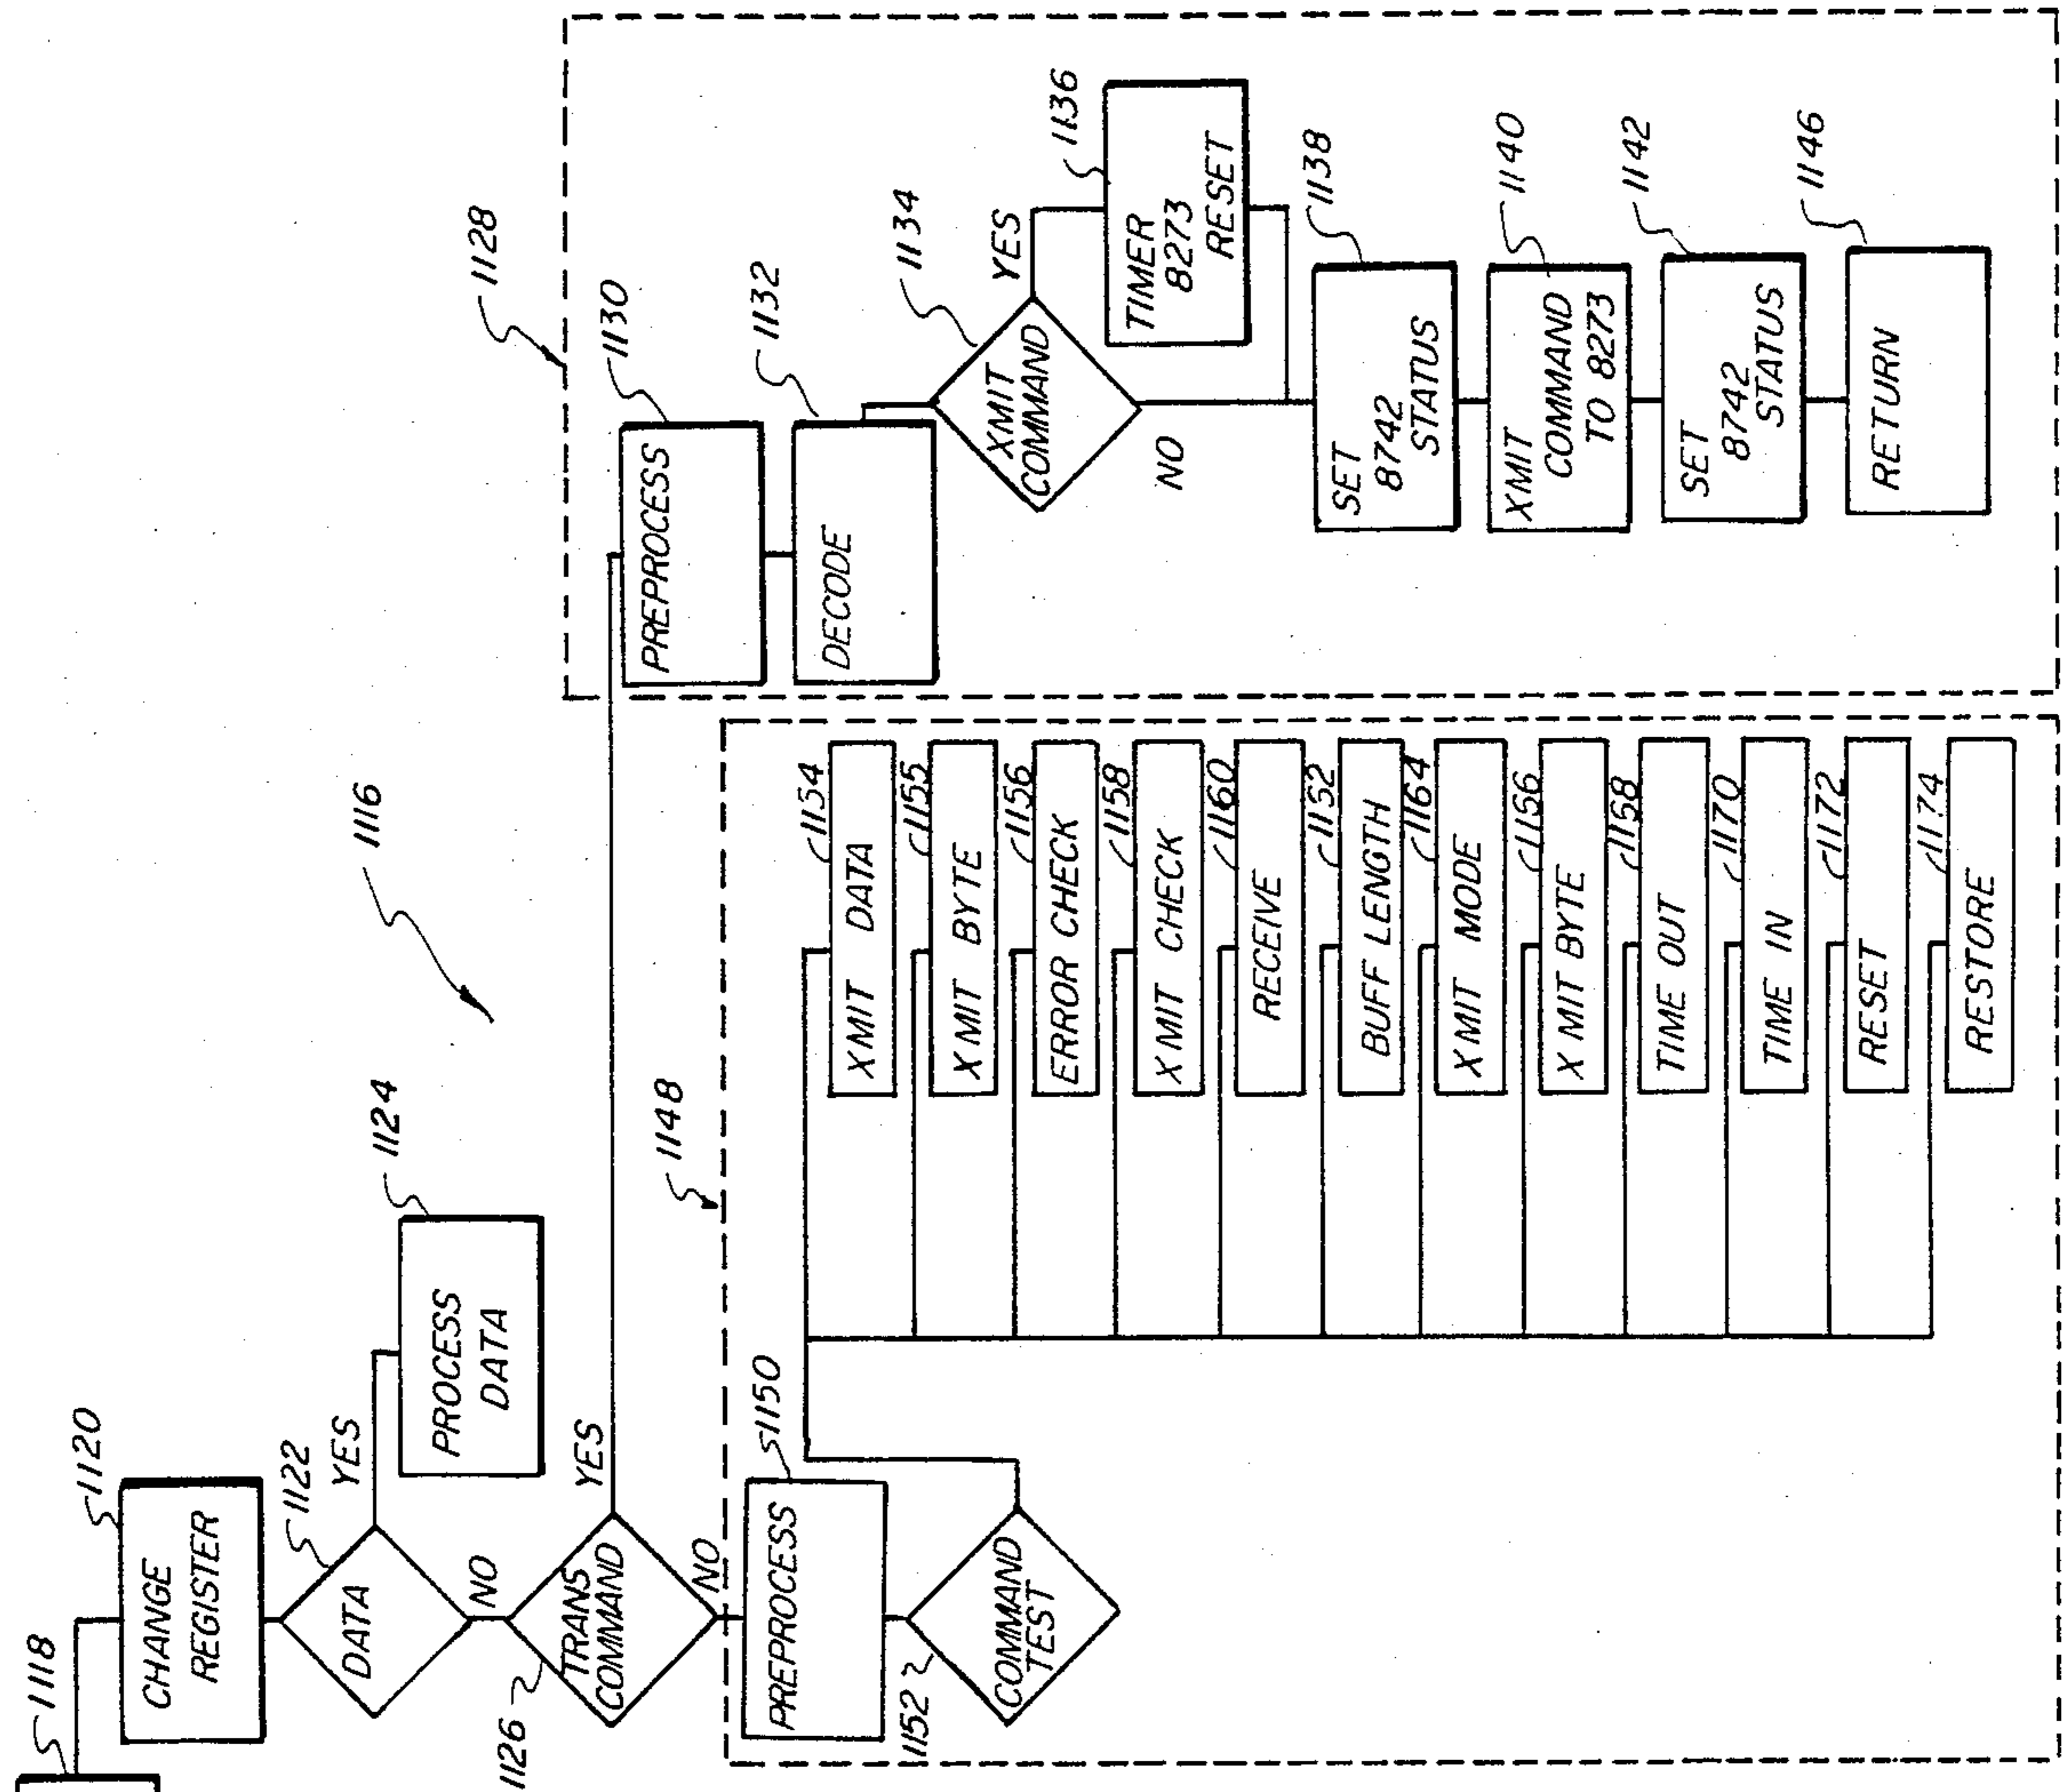 1118
1120
CHANGE
REGISTER
1122
DATA
YES
NO
1124
PROCESS
DATA
1116
1126
TRANS
COMMAND
YES
NO
1148
1150
PREPROCESS
1152
COMMAND
TEST
1154
XMIT DATA
1155
XMIT BYTE
1156
ERROR CHECK
1158
XMIT CHECK
1160
RECEIVE
1152
BUFF LENGTH
1164
XMIT MODE
1156
XMIT BYTE
1158
TIME OUT
1170
TIME IN
1172
RESET
1174
RESTORE
1128
1130
PREPROCESS
1132
DECODE
1134
XMIT
COMMAND
YES
NO
1136
TIMER
8273
RESET
1138
SET
8742
STATUS
1140
XMIT
COMMAND
TO 8273
1142
SET
8742
STATUS
1146
RETURN